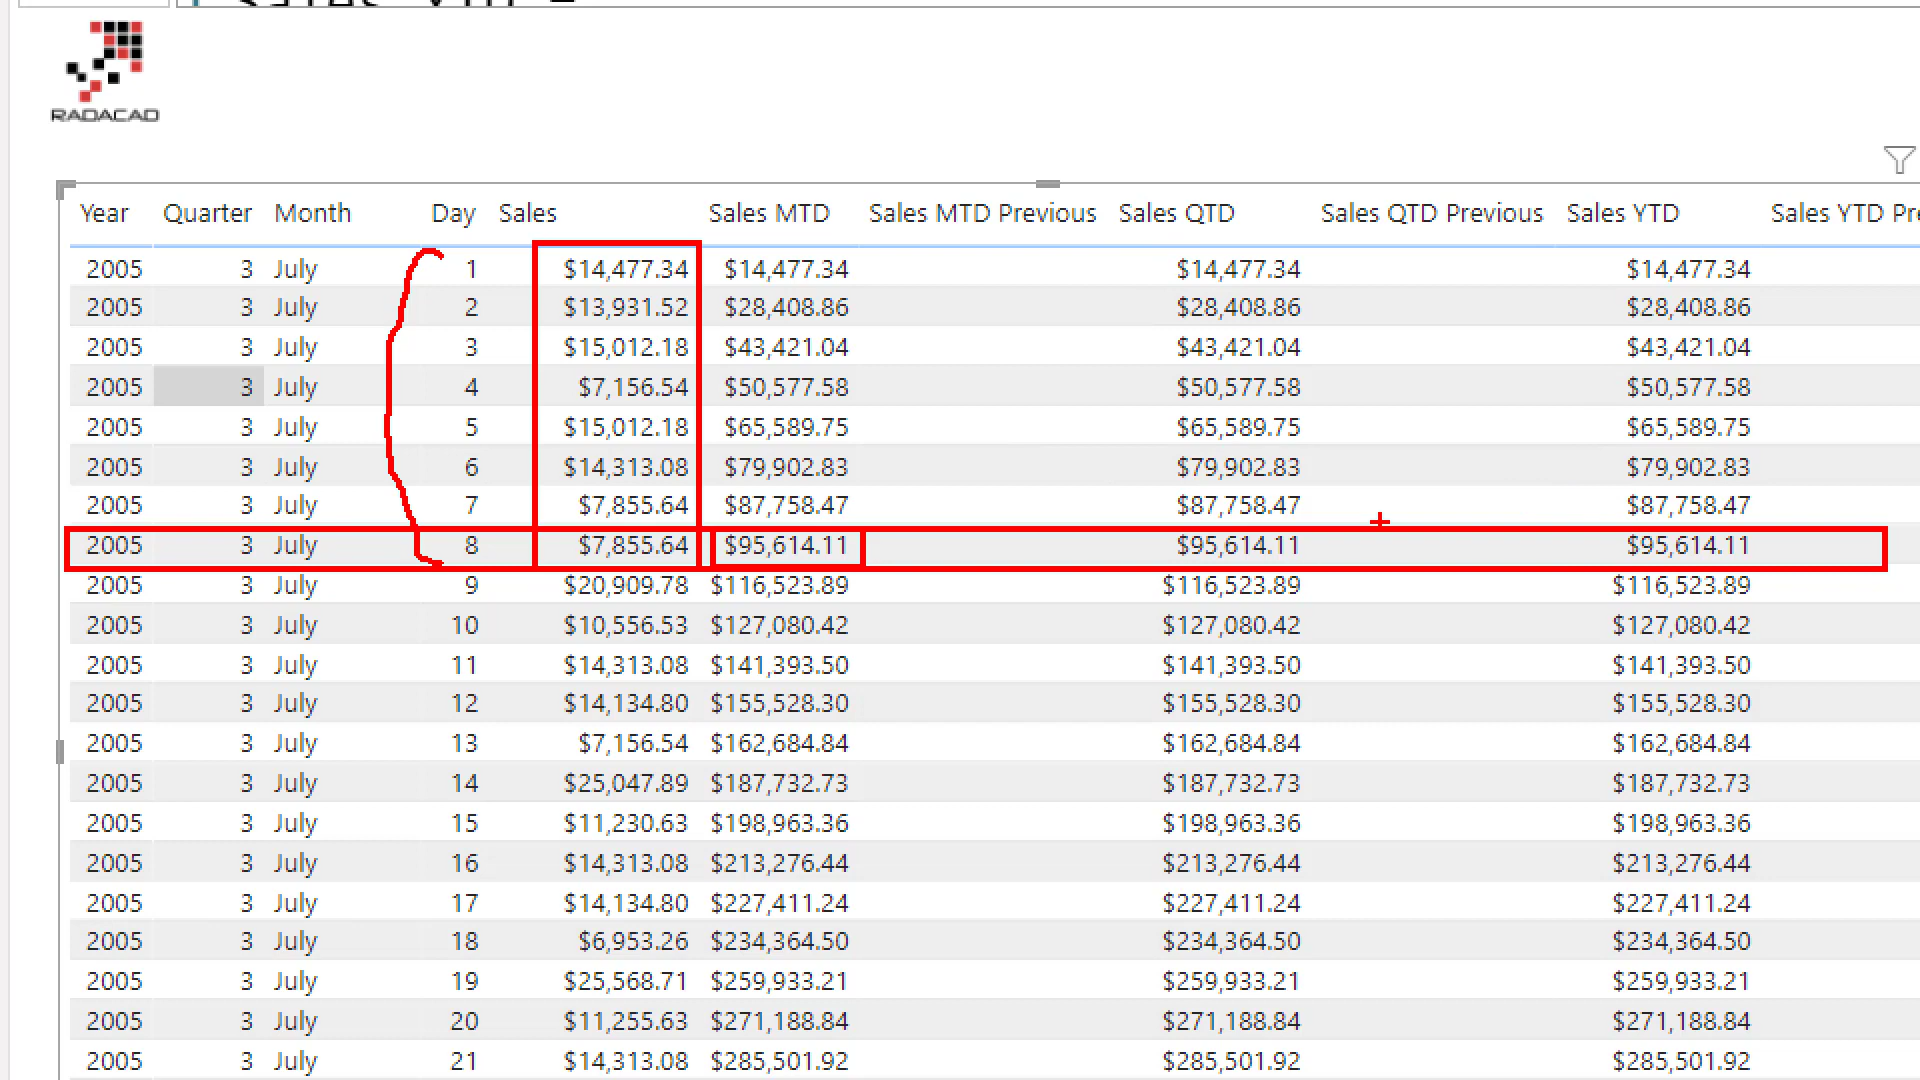 RADACAD
Year Quarter Month Day Sales Sales MTD Sales MTD Previous Sales QTD Sales QTD Previous Sales YTD Sales YTD Pre
2005 3 July 1 $14,477.34 $14,477.34 $14,477.34 $14,477.34
2005 3 July 2 $13,931.52 $28,408.86 $28,408.86 $28,408.86
2005 3 July 3 $15,012.18 $43,421.04 $43,421.04 $43,421.04
2005 3 July 4 $7,156.54 $50,577.58 $50,577.58 $50,577.58
2005 3 July 5 $15,012.18 $65,589.75 $65,589.75 $65,589.75
2005 3 July 6 $14,313.08 $79,902.83 $79,902.83 $79,902.83
2005 3 July 7 $7,855.64 $87,758.47 $87,758.47 $87,758.47
2005 3 July 8 $7,855.64 $95,614.11 $95,614.11 $95,614.11
2005 3 July 9 $20,909.78 $116,523.89 $116,523.89 $116,523.89
2005 3 July 10 $10,556.53 $127,080.42 $127,080.42 $127,080.42
2005 3 July 11 $14,313.08 $141,393.50 $141,393.50 $141,393.50
2005 3 July 12 $14,134.80 $155,528.30 $155,528.30 $155,528.30
2005 3 July 13 $7,156.54 $162,684.84 $162,684.84 $162,684.84
2005 3 July 14 $25,047.89 $187,732.73 $187,732.73 $187,732.73
2005 3 July 15 $11,230.63 $198,963.36 $198,963.36 $198,963.36
2005 3 July 16 $14,313.08 $213,276.44 $213,276.44 $213,276.44
2005 3 July 17 $14,134.80 $227,411.24 $227,411.24 $227,411.24
2005 3 July 18 $6,953.26 $234,364.50 $234,364.50 $234,364.50
2005 3 July 19 $25,568.71 $259,933.21 $259,933.21 $259,933.21
2005 3 July 20 $11,255.63 $271,188.84 $271,188.84 $271,188.84
2005 3 July 21 $14,313.08 $285,501.92 $285,501.92 $285,501.92